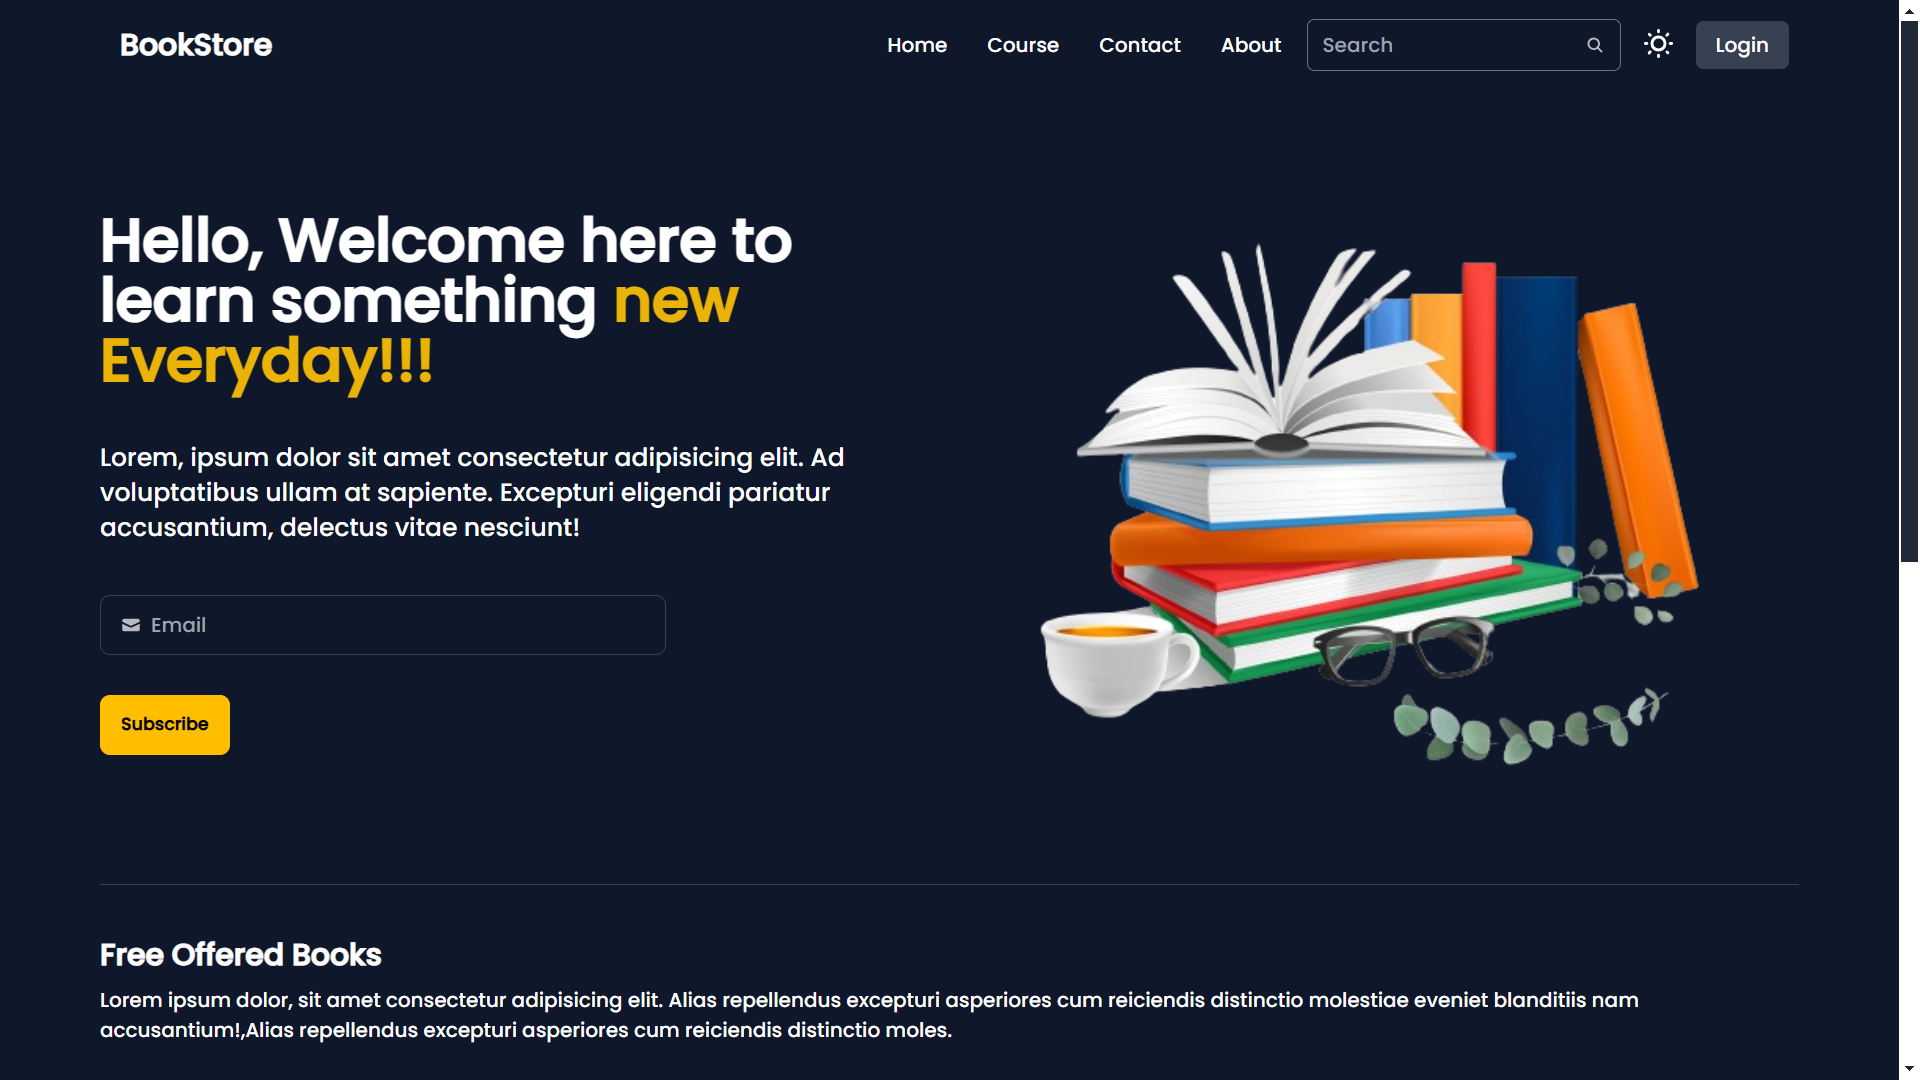 BookStore
Home
Course
Contact
About
Search
Login
Hello, Welcome here to
learn something new
Everyday!!!
Lorem, ipsum dolor sit amet consectetur adipisicing elit. Ad
voluptatibus ullam at sapiente. Excepturi eligendi pariatur
accusantium, delectus vitae nesciunt!
Email
Subscribe
Free Offered Books
Lorem ipsum dolor, sit amet consectetur adipisicing elit. Alias repellendus excepturi asperiores cum reiciendis distinctio molestiae eveniet blanditiis nam
accusantium!,Alias repellendus excepturi asperiores cum reiciendis distinctio moles.